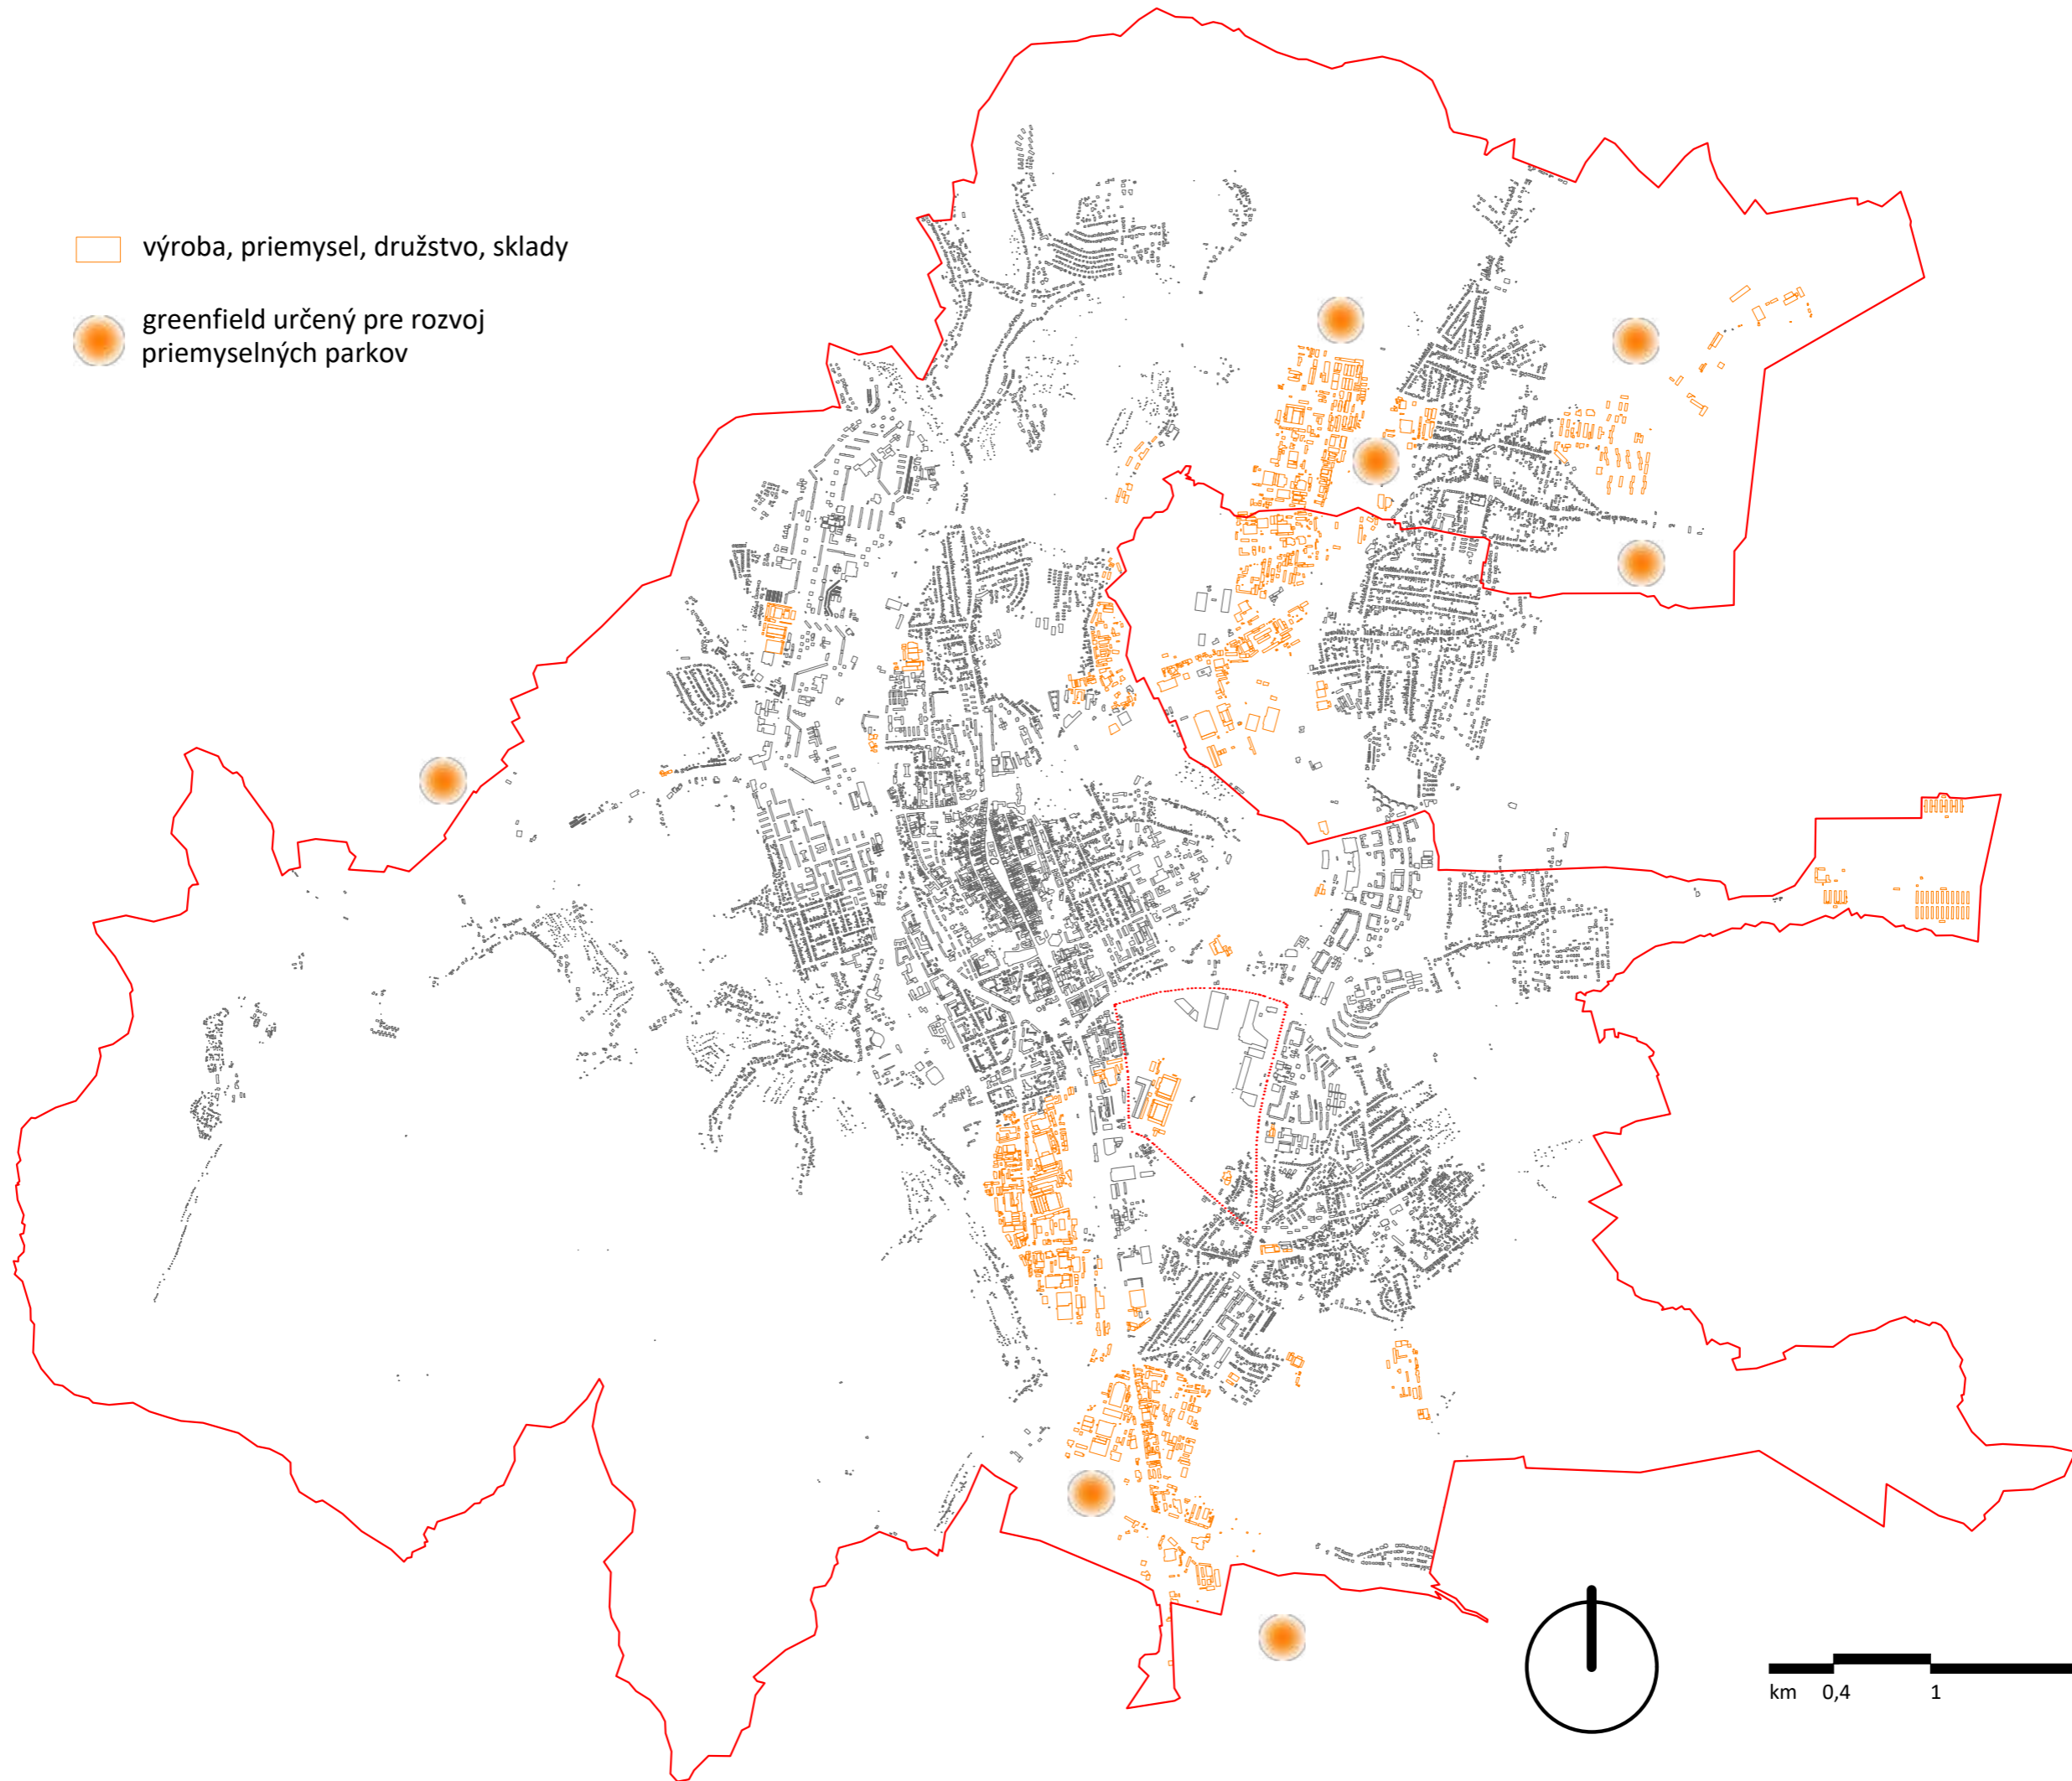 výroba, priemysel, družstvo, sklady
greenfield určený pre rozvoj
priemyselných parkov
km 0,4 1